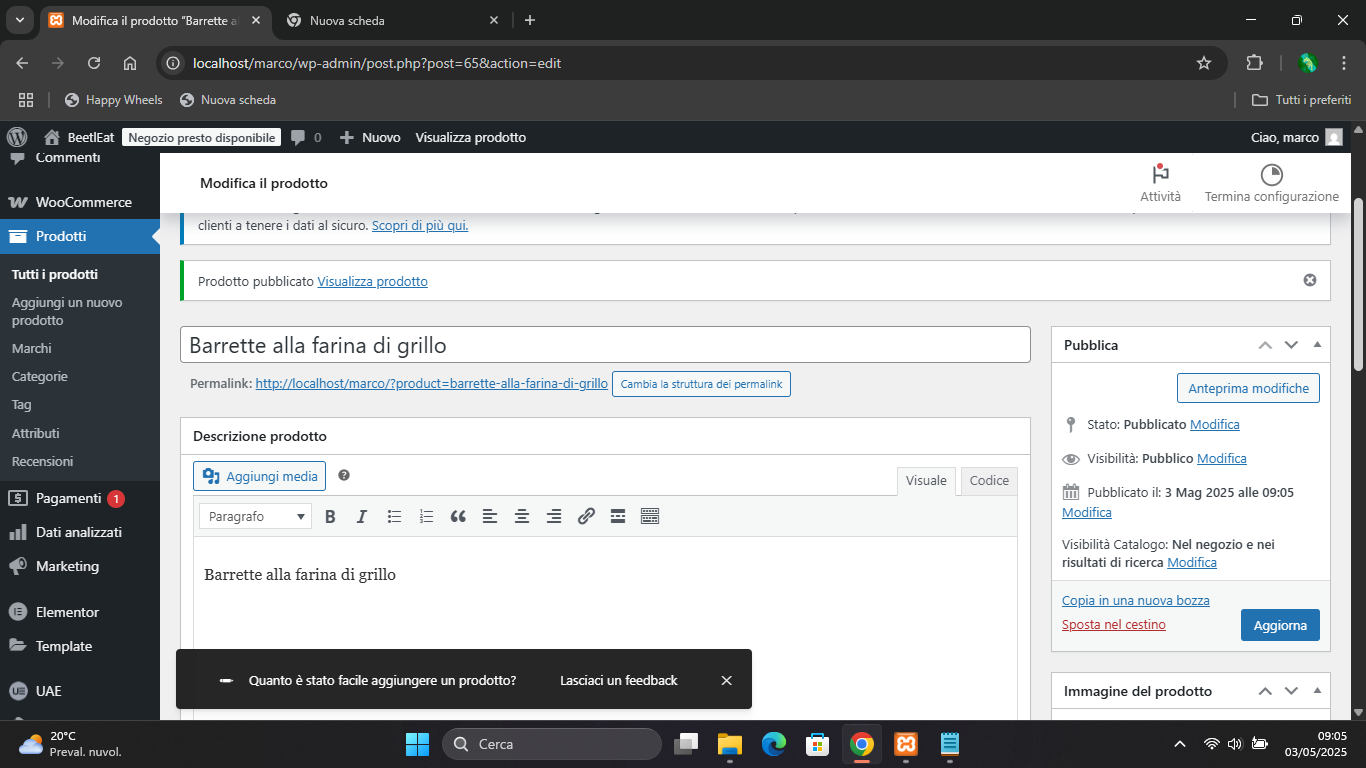 Modifica il prodotto "Barrette al
Nuova scheda
localhost/marco/wp-admin/post.php?post=65&action=edit
Happy Wheels
Nuova scheda
Tutti i preferiti
BeetlEat
Negozio presto disponibile
0
Nuovo
Visualizza prodotto
Ciao, marco
Commenti
WooCommerce
Prodotti
Tutti i prodotti
Aggiungi un nuovo
prodotto
Marchi
Categorie
Tag
Attributi
Recensioni
Pagamenti 1
Dati analizzati
Marketing
Elementor
Template
UAE
Modifica il prodotto
Attività
Termina configurazione
clienti a tenere i dati al sicuro. Scopri di più qui.
Prodotto pubblicato Visualizza prodotto
Barrette alla farina di grillo
Permalink: http://localhost/marco/?product=barrette-alla-farina-di-grillo
Cambia la struttura dei permalink
Descrizione prodotto
Aggiungi media
Visuale
Codice
Paragrafo
Barrette alla farina di grillo
Quanto è stato facile aggiungere un prodotto?
Lasciaci un feedback
Pubblica
Anteprima modifiche
Stato: Pubblicato Modifica
Visibilità: Pubblico Modifica
Pubblicato il: 3 Mag 2025 alle 09:05
Modifica
Visibilità Catalogo: Nel negozio e nei
risultati di ricerca Modifica
Copia in una nuova bozza
Sposta nel cestino
Aggiorna
Immagine del prodotto
20°C
Preval. nuvol.
Cerca
09:05
03/05/2025